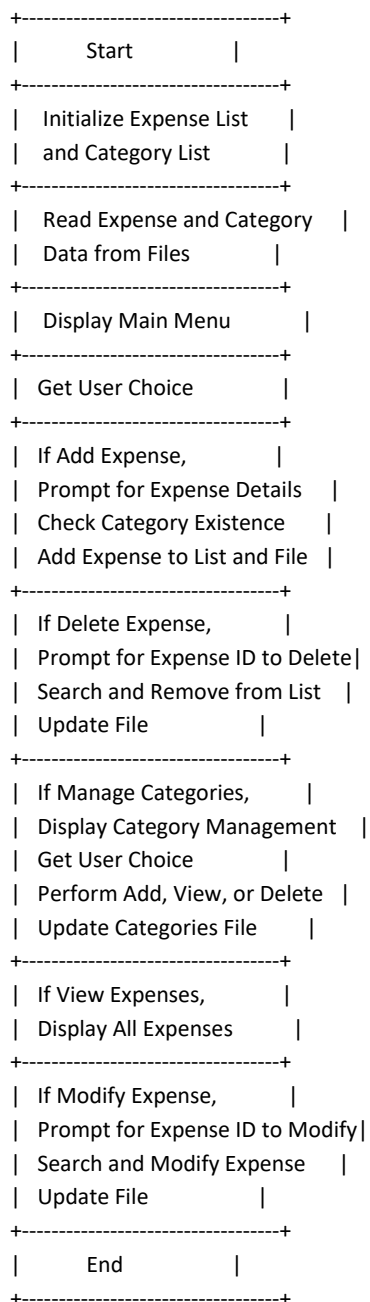 +-----------------------------------+
|         Start              |
+-----------------------------------+
|   Initialize Expense List     |
|   and Category List        |
+-----------------------------------+
|   Read Expense and Category    |
|   Data from Files          |
+-----------------------------------+
|   Display Main Menu          |
+-----------------------------------+
|  Get User Choice            |
+-----------------------------------+
|  If Add Expense,            |
|  Prompt for Expense Details   |
|  Check Category Existence     |
|  Add Expense to List and File  |
+-----------------------------------+
|  If Delete Expense,         |
|  Prompt for Expense ID to Delete|
|  Search and Remove from List   |
|  Update File               |
+-----------------------------------+
|  If Manage Categories,        |
|  Display Category Management   |
|  Get User Choice            |
|  Perform Add, View, or Delete  |
|  Update Categories File       |
+-----------------------------------+
|  If View Expenses,          |
|  Display All Expenses        |
+-----------------------------------+
|  If Modify Expense,         |
|  Prompt for Expense ID to Modify|
|  Search and Modify Expense     |
|  Update File               |
+-----------------------------------+
|         End               |
+-----------------------------------+